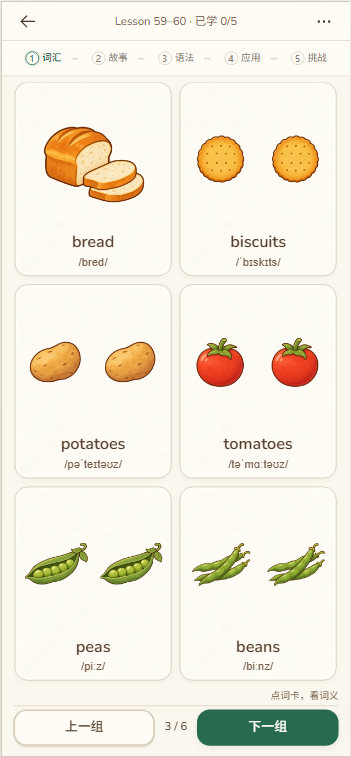 Lesson 59–60 · 已学 0/5
1 词汇 – 2 故事 – 3 语法 – 4 应用 – 5 挑战
bread
/bred/
biscuits
/ˈbɪskɪts/
potatoes
/pəˈteɪtəʊz/
tomatoes
/təˈmɑːtəʊz/
peas
/piːz/
beans
/biːnz/
点词卡，看词义
上一组
3 / 6
下一组